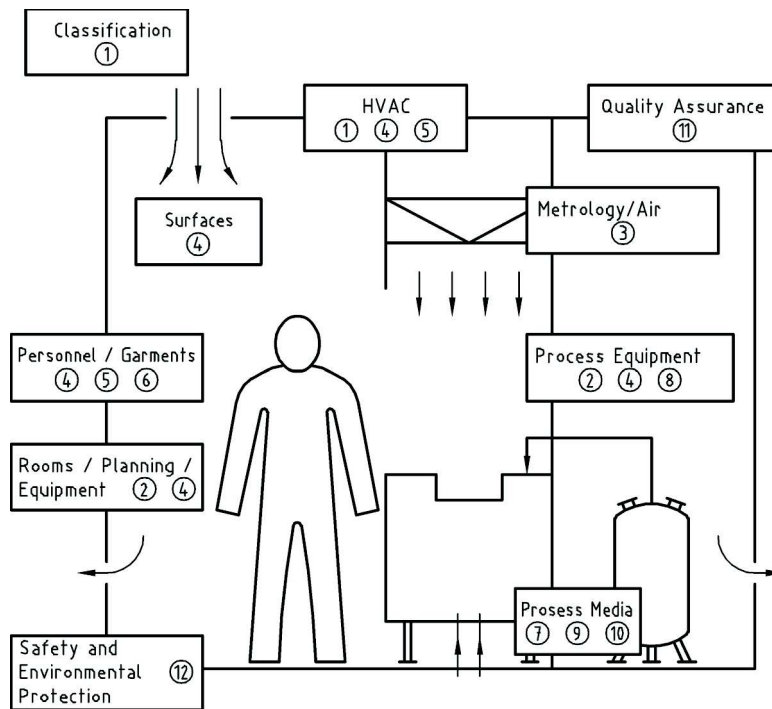 Classification
①
HVAC
① ④ ⑤
Quality Assurance
⑪
Surfaces
④
Metrology/Air
③
Personnel / Garments
④ ⑤ ⑥
Process Equipment
② ④ ⑧
Rooms / Planning /
Equipment ② ④
Prosess Media
⑦ ⑨ ⑩
Safety and
Environmental ⑫
Protection